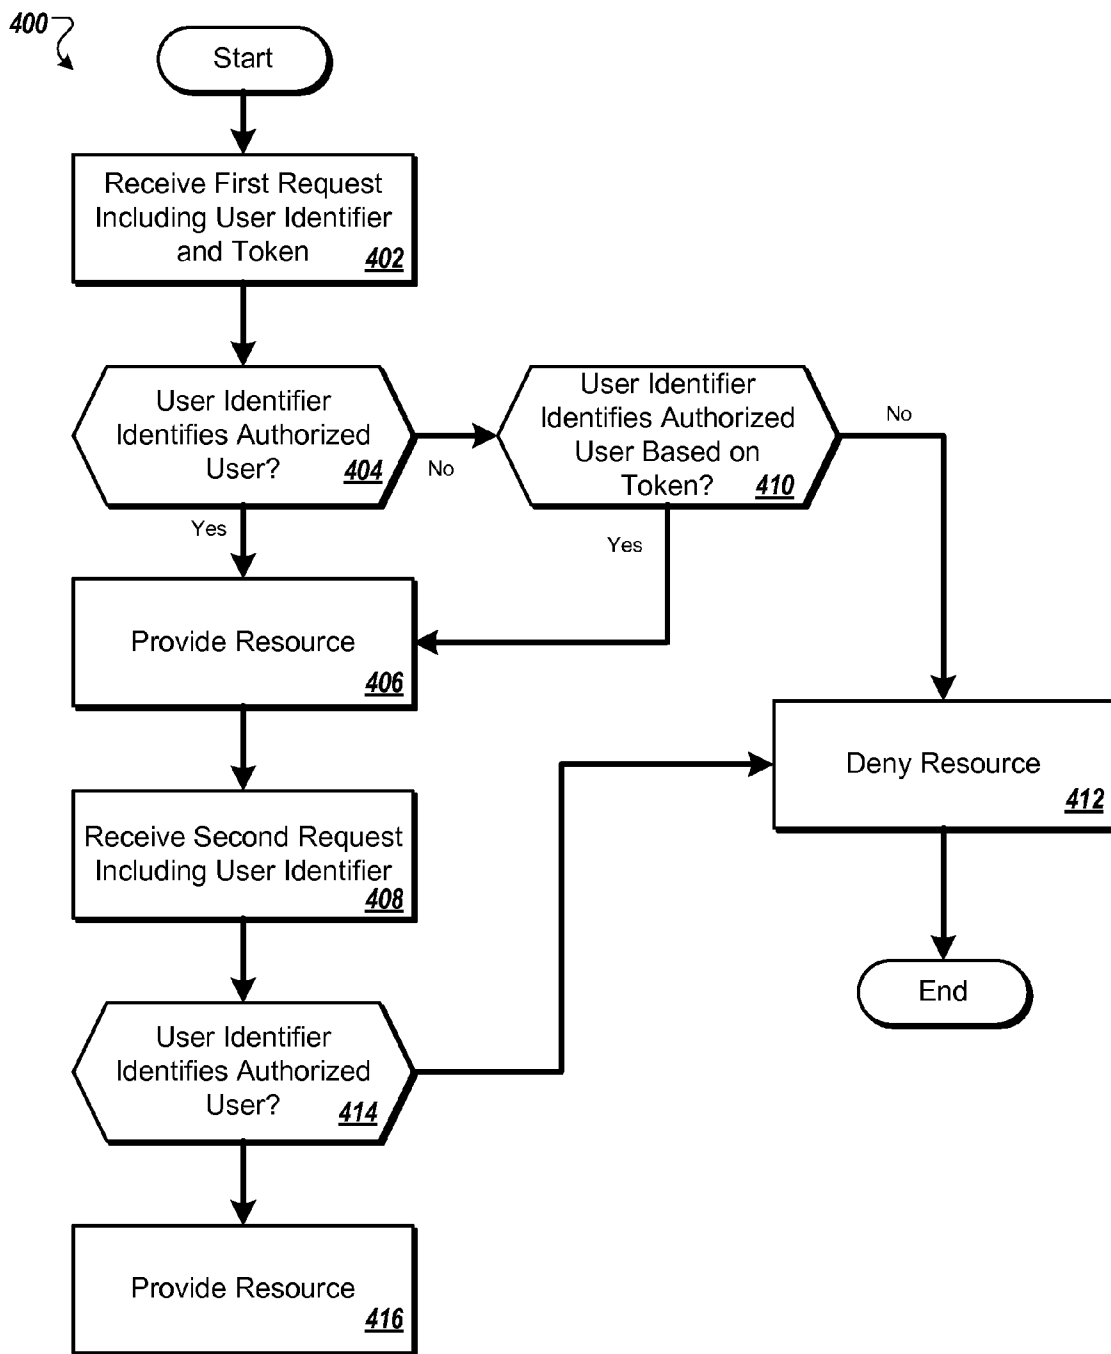 400
Start
Receive First Request
Including User Identifier
and Token
402
User Identifier
Identifies Authorized
User?
404
No
User Identifier
Identifies Authorized
User Based on
Token?
410
No
Yes
Yes
Provide Resource
406
Deny Resource
412
Receive Second Request
Including User Identifier
408
End
User Identifier
Identifies Authorized
User?
414
Provide Resource
416